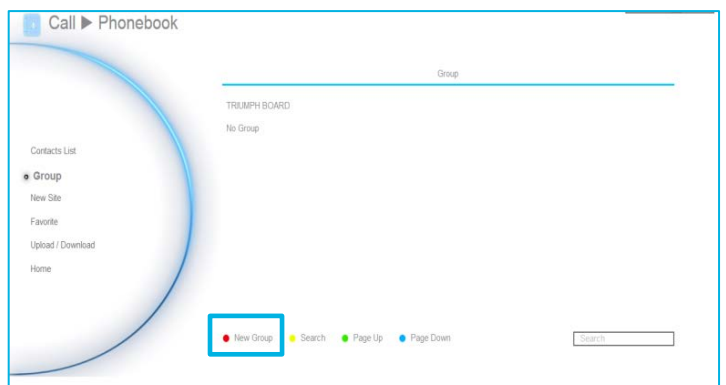 Call ▶ Phonebook
Group
TRIUMPH BOARD
No Group
Contacts List
Group
New Site
Favorite
Upload / Download
Home
New Group Search Page Up Page Down Search